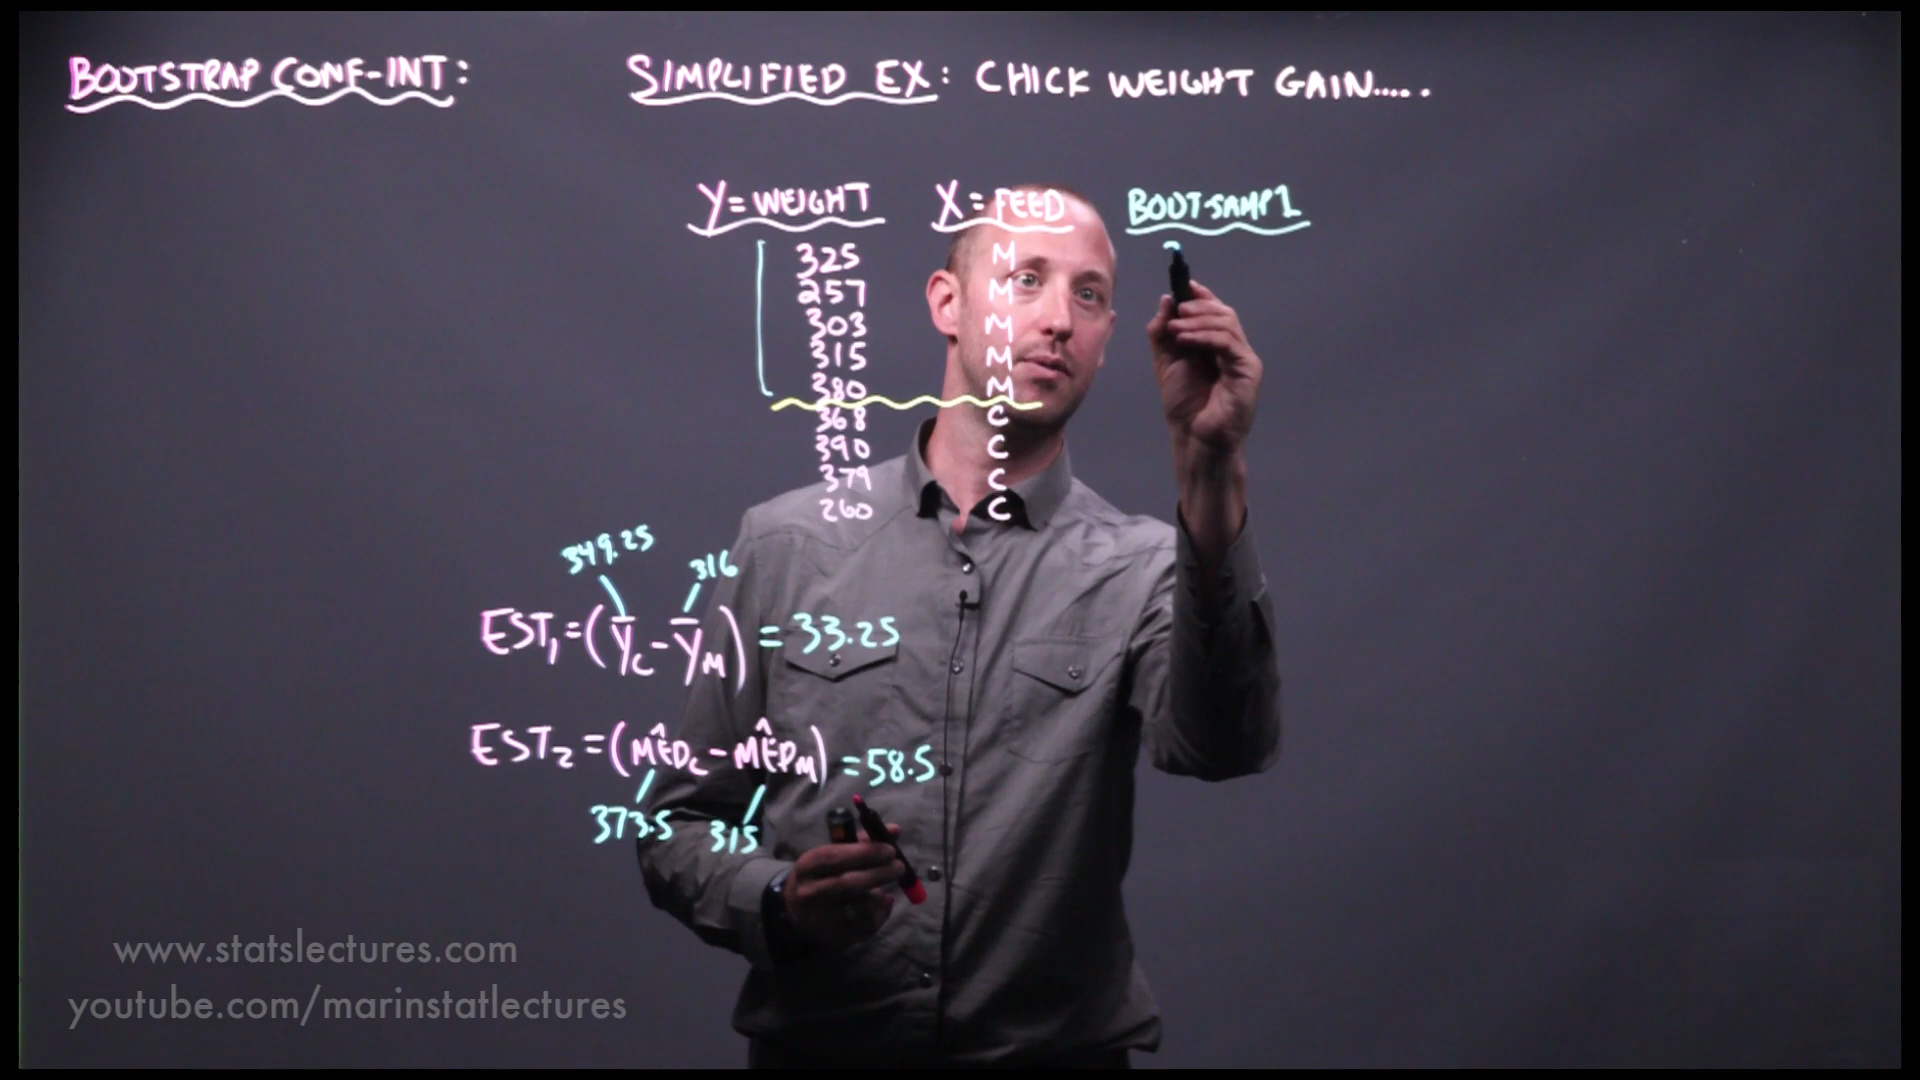 BOOTSTRAP CONF-INT:
SIMPLIFIED EX: CHICK WEIGHT GAIN.....
Y=WEIGHT X=FEED BOOTSAMP1
325 M
257 M
303 M
315 M
380 M
368 C
390 C
379 C
260 C
349.25 316
EST₁=(Ȳc-ȲM)=33.25
EST₂=(MÊDc-MÊDM)=58.5
373.5 315
www.statslectures.com
youtube.com/marinstatlectures